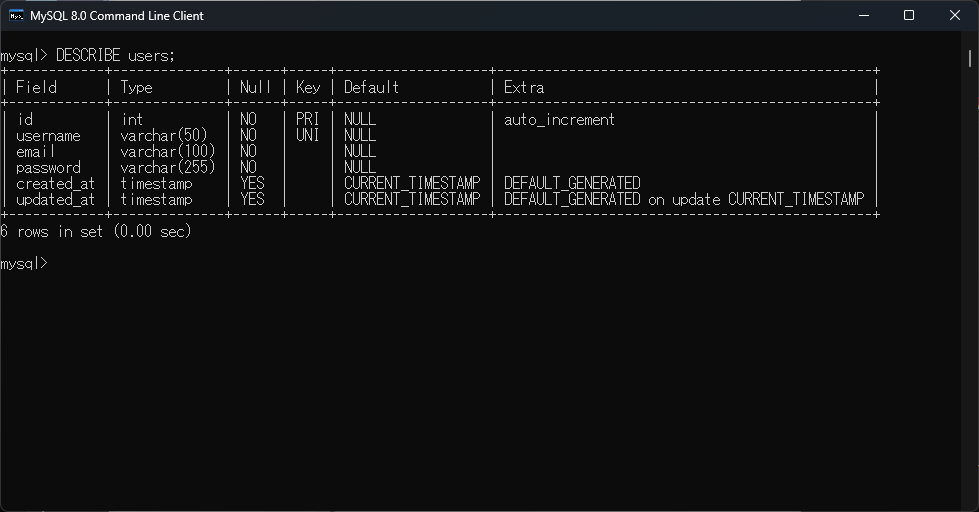 MySQL 8.0 Command Line Client
mysql> DESCRIBE users;
+------------+--------------+------+-----+-------------------+-----------------------------------------------+
| Field      | Type         | Null | Key | Default           | Extra                                         |
+------------+--------------+------+-----+-------------------+-----------------------------------------------+
| id         | int          | NO   | PRI | NULL              | auto_increment                                |
| username   | varchar(50)  | NO   | UNI | NULL              |                                               |
| email      | varchar(100) | NO   |     | NULL              |                                               |
| password   | varchar(255) | NO   |     | NULL              |                                               |
| created_at | timestamp    | YES  |     | CURRENT_TIMESTAMP | DEFAULT_GENERATED                             |
| updated_at | timestamp    | YES  |     | CURRENT_TIMESTAMP | DEFAULT_GENERATED on update CURRENT_TIMESTAMP |
+------------+--------------+------+-----+-------------------+-----------------------------------------------+
6 rows in set (0.00 sec)
mysql>